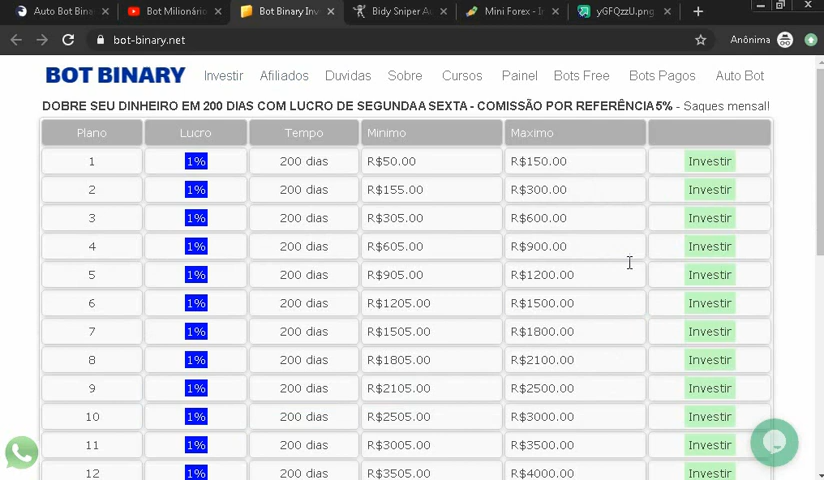 Auto Bot Bina
Bot Milionári
Bot Binary Inv
Bidy Sniper A
Mini Forex - I
yGFQzzU.png
bot-binary.net
Anônima
BOT BINARY Investir Afiliados Duvidas Sobre Cursos Painel Bots Free Bots Pagos Auto Bot
DOBRE SEU DINHEIRO EM 200 DIAS COM LUCRO DE SEGUNDA A SEXTA - COMISSÃO POR REFERÊNCIA 5% - Saques mensal!
Plano Lucro Tempo Minimo Maximo
1 1% 200 dias R$50.00 R$150.00 Investir
2 1% 200 dias R$155.00 R$300.00 Investir
3 1% 200 dias R$305.00 R$600.00 Investir
4 1% 200 dias R$605.00 R$900.00 Investir
5 1% 200 dias R$905.00 R$1200.00 Investir
6 1% 200 dias R$1205.00 R$1500.00 Investir
7 1% 200 dias R$1505.00 R$1800.00 Investir
8 1% 200 dias R$1805.00 R$2100.00 Investir
9 1% 200 dias R$2105.00 R$2500.00 Investir
10 1% 200 dias R$2505.00 R$3000.00 Investir
11 1% 200 dias R$3005.00 R$3500.00 Investir
12 1% 200 dias R$3505.00 R$4000.00 Investir